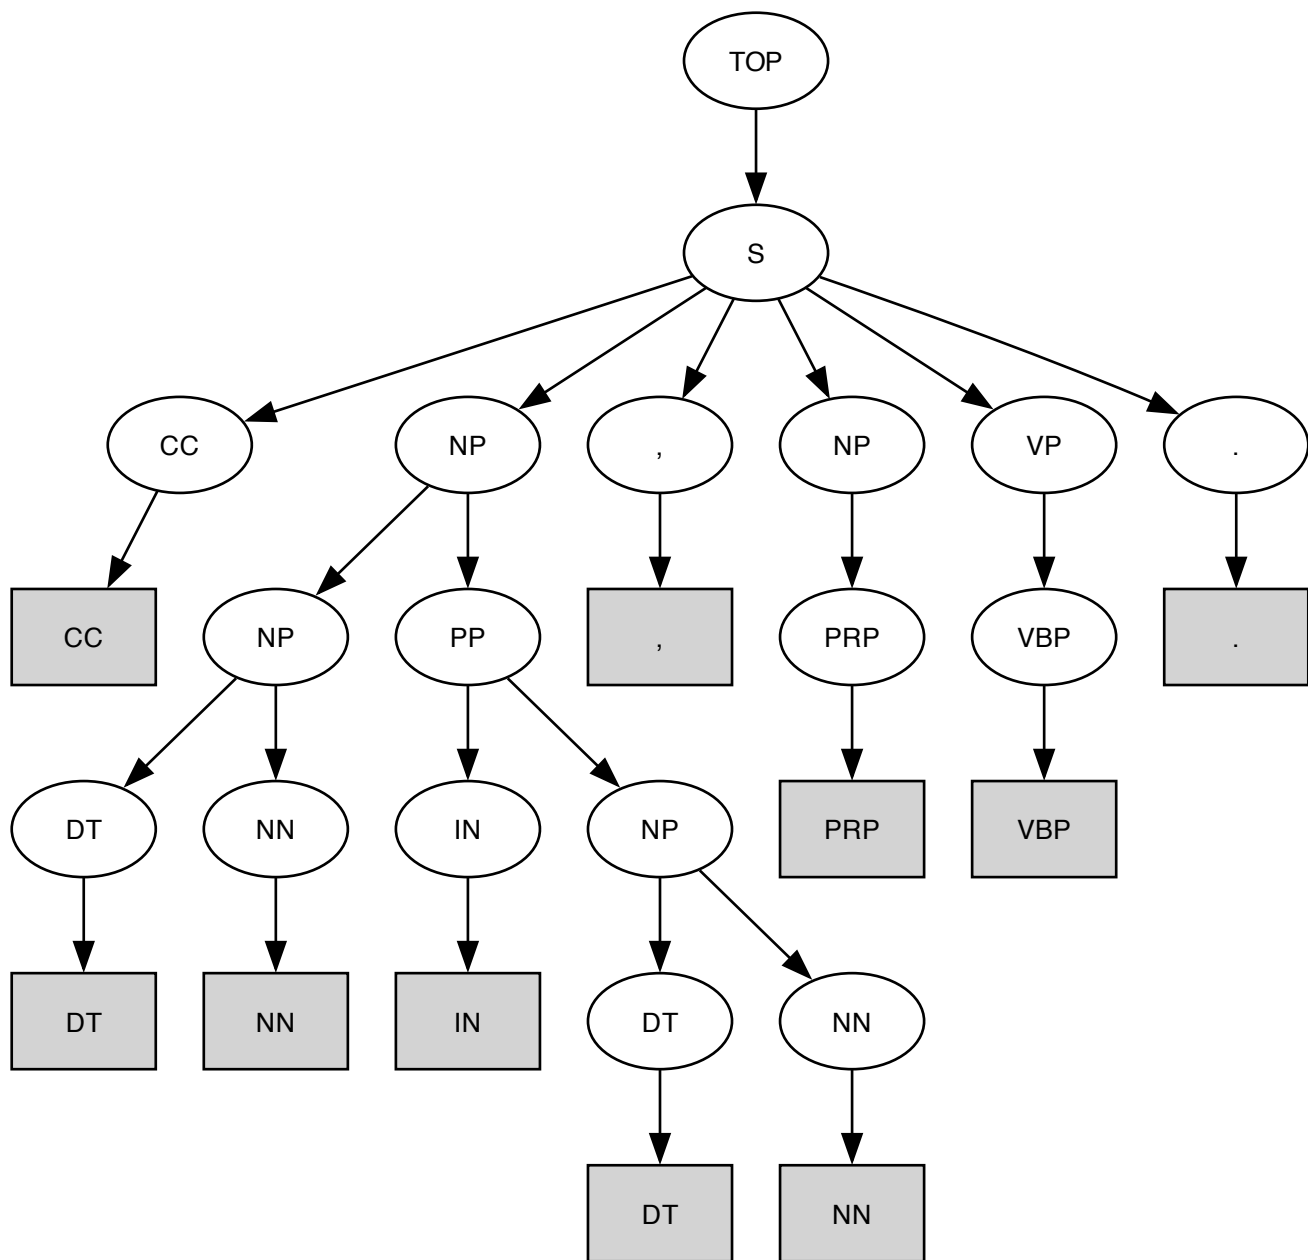 TOP
S
CC NP , NP VP .
CC NP PP , PRP VBP .
DT NN IN NP PRP VBP
DT NN IN DT NN
DT NN